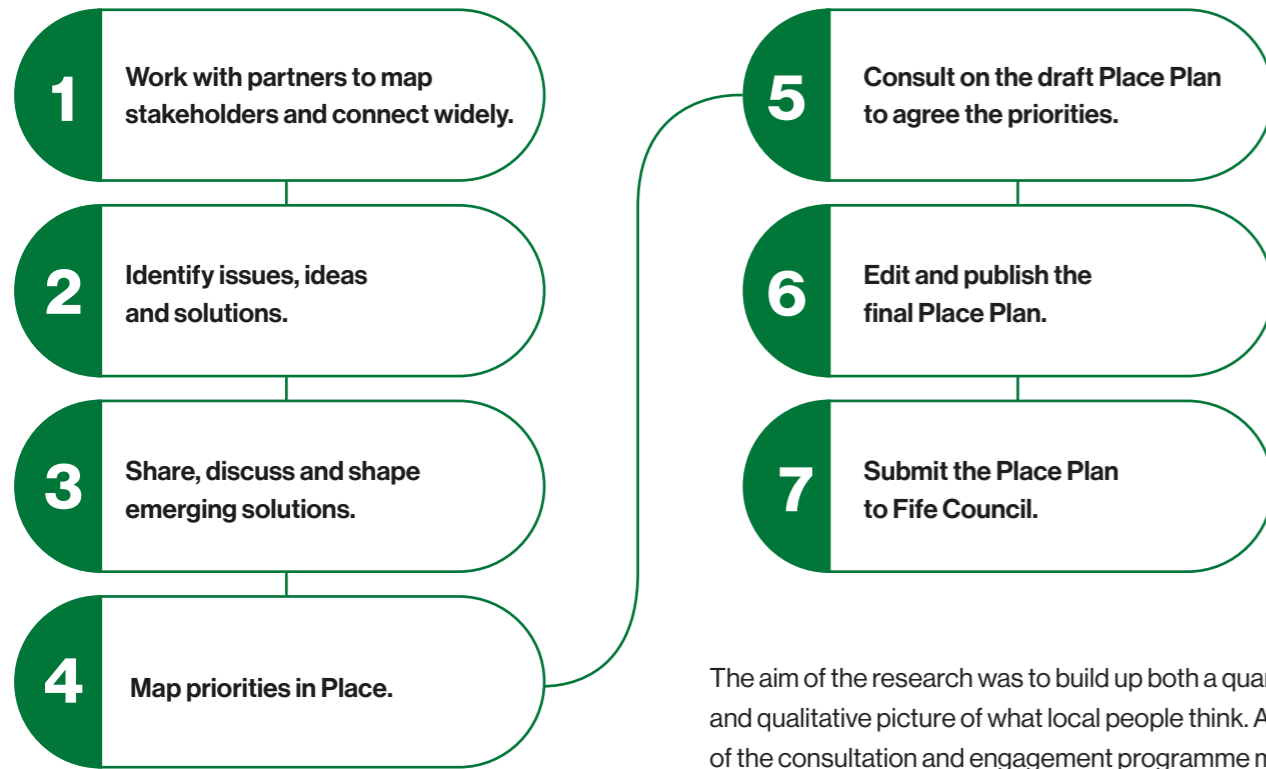 1
Work with partners to map
stakeholders and connect widely.
2
Identify issues, ideas
and solutions.
3
Share, discuss and shape
emerging solutions.
4
Map priorities in Place.
5
Consult on the draft Place Plan
to agree the priorities.
6
Edit and publish the
final Place Plan.
7
Submit the Place Plan
to Fife Council.
The aim of the research was to build up both a
and qualitative picture of what local people think.
of the consultation and engagement programme